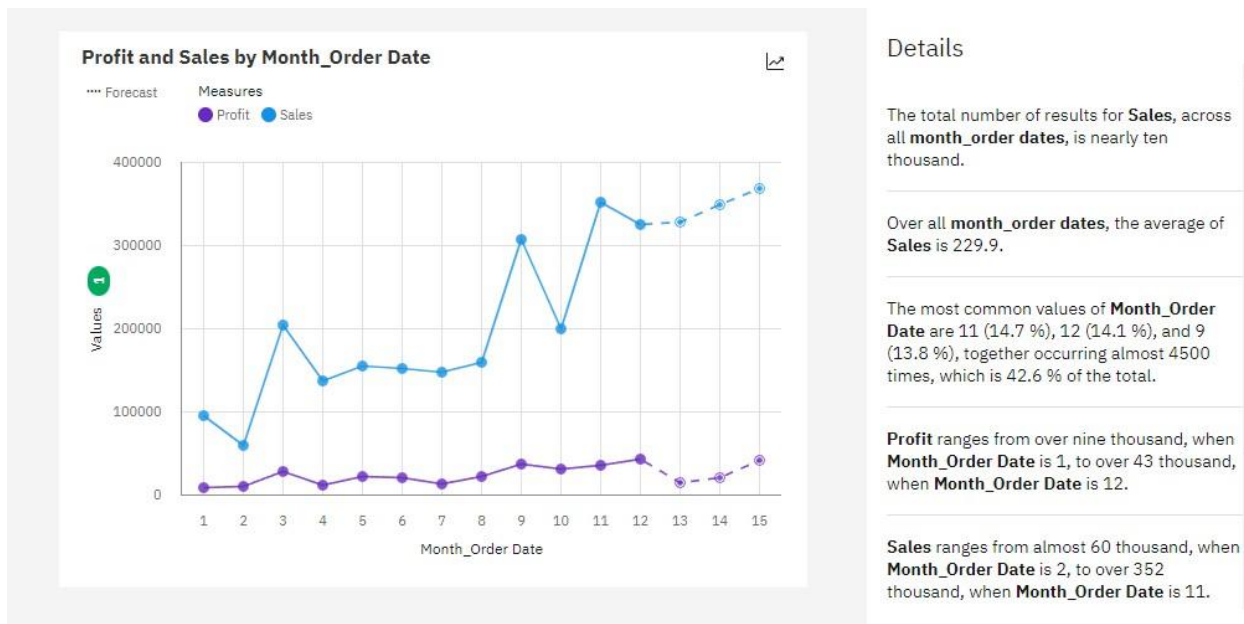 Profit and Sales by Month_Order Date
Forecast
Measures
Profit
Sales
400000
300000
200000
100000
0
Values
1
1 2 3 4 5 6 7 8 9 10 11 12 13 14 15
Month_Order Date
Details
The total number of results for Sales, across
all month_order dates, is nearly ten
thousand.
Over all month_order dates, the average of
Sales is 229.9.
The most common values of Month_Order
Date are 11 (14.7 %), 12 (14.1 %), and 9
(13.8 %), together occurring almost 4500
times, which is 42.6 % of the total.
Profit ranges from over nine thousand, when
Month_Order Date is 1, to over 43 thousand,
when Month_Order Date is 12.
Sales ranges from almost 60 thousand, when
Month_Order Date is 2, to over 352
thousand, when Month_Order Date is 11.